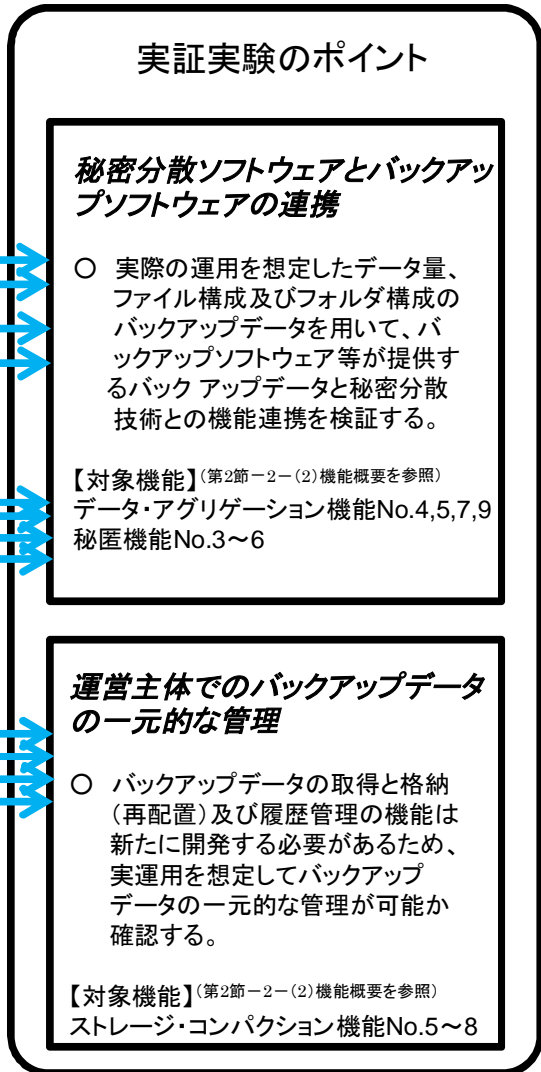 実証実験のポイント
秘密分散ソフトウェアとバックアッ
プソフトウェアの連携
○ 実際の運用を想定したデータ量、
ファイル構成及びフォルダ構成の
バックアップデータを用いて、バ
ックアップソフトウェア等が提供す
るバック アップデータと秘密分散
技術との機能連携を検証する。
【対象機能】(第2節－2－(2)機能概要を参照)
データ・アグリゲーション機能No.4,5,7,9
秘匿機能No.3～6
運営主体でのバックアップデータ
の一元的な管理
○ バックアップデータの取得と格納
(再配置)及び履歴管理の機能は
新たに開発する必要があるため、
実運用を想定してバックアップ
データの一元的な管理が可能か
確認する。
【対象機能】(第2節－2－(2)機能概要を参照)
ストレージ・コンパクション機能No.5～8